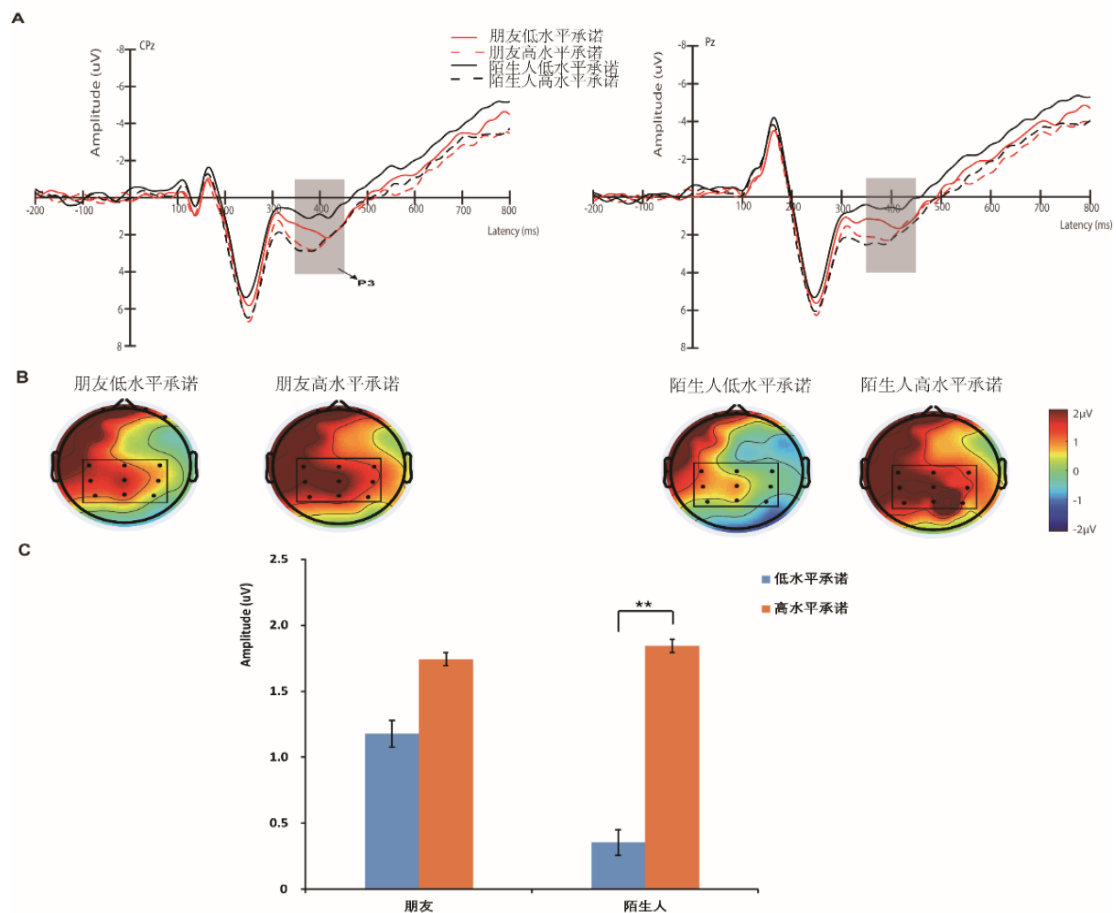 A
CPz
Amplitude (uV)
-8
-6
-4
-2
2
4
6
8
-200
-100
100
200
300
400
500
600
700
800
Latency (ms)
P3
朋友低水平承诺
朋友高水平承诺
陌生人低水平承诺
陌生人高水平承诺
Pz
Amplitude (uV)
-8
-6
-4
-2
2
4
6
8
-200
-100
100
200
300
400
500
600
700
800
Latency (ms)
B
朋友低水平承诺
朋友高水平承诺
陌生人低水平承诺
陌生人高水平承诺
2μV
1
0
-1
-2μV
C
Amplitude (uV)
2.5
2.0
1.5
1.0
0.5
0
**
低水平承诺
高水平承诺
朋友
陌生人